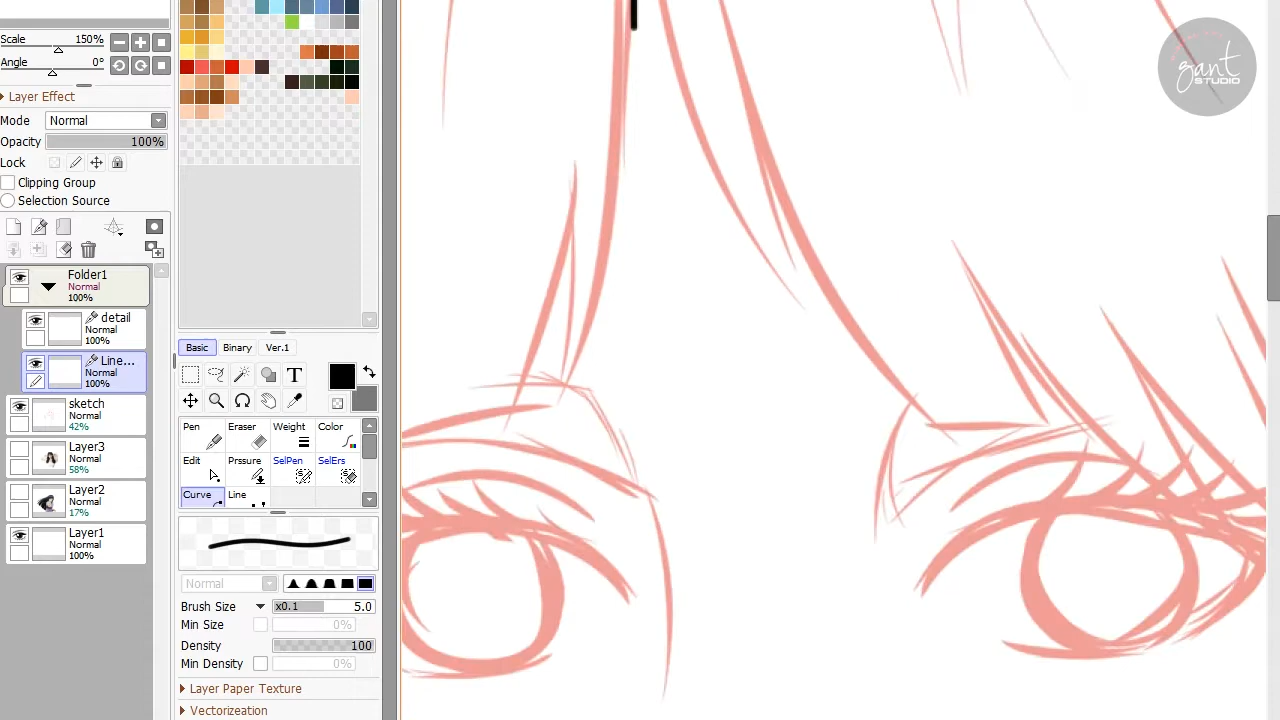 Scale 150%
Angle 0°
Layer Effect
Mode Normal
Opacity 100%
Lock
Clipping Group
Selection Source
Folder1
Normal
100%
detail
Normal
100%
Line...
Normal
100%
sketch
Normal
42%
Layer3
Normal
58%
Layer2
Normal
17%
Layer1
Normal
100%
Basic Binary Ver.1
T
Pen Eraser Weight Color
Edit Prssure SelPen SelErs
Curve Line
Normal
Brush Size x0.1 5.0
Min Size 0%
Density 100
Min Density 0%
Layer Paper Texture
Vectorizeation
gant
STUDIO